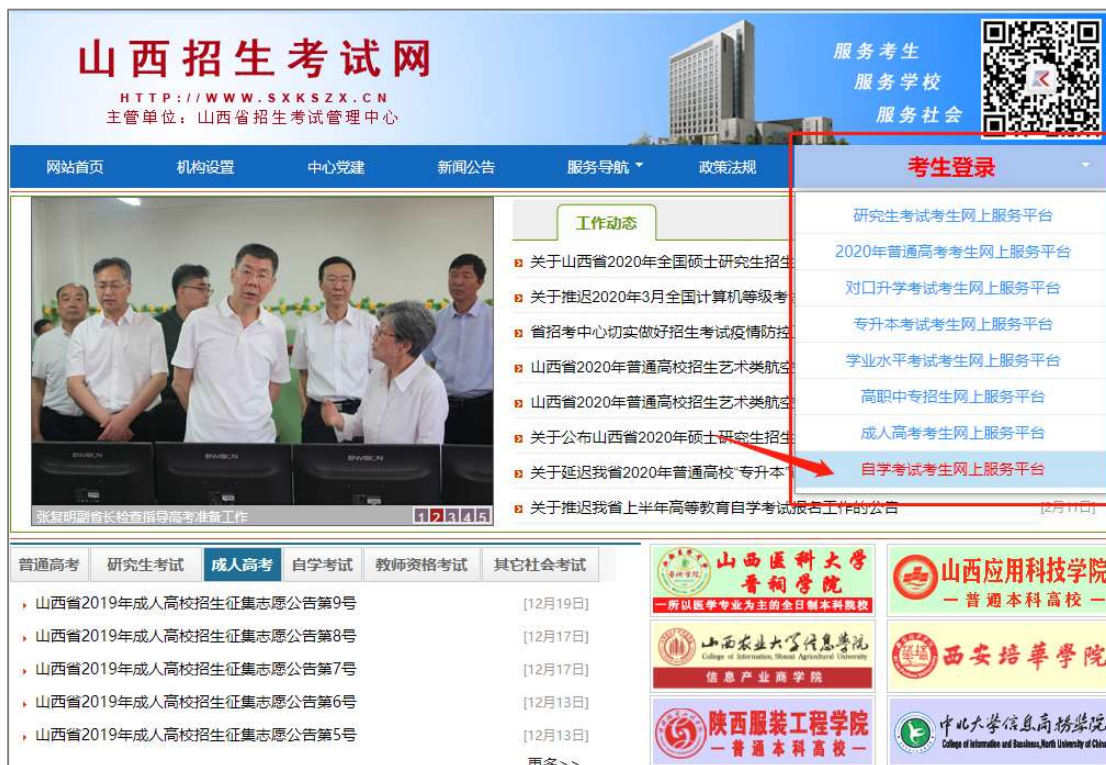 山西招生考试网
HTTP://WWW.SXKSZX.CN
主管单位：山西省招生考试管理中心
服务考生
服务学校
服务社会
网站首页
机构设置
中心党建
新闻公告
服务导航
政策法规
考生登录
研究生考试考生网上服务平台
2020年普通高考考生网上服务平台
对口升学考试考生网上服务平台
专升本考试考生网上服务平台
学业水平考试考生网上服务平台
高职中专招生网上服务平台
成人高考考生网上服务平台
自学考试考生网上服务平台
工作动态
关于山西省2020年全国硕士研究生招生
关于推迟2020年3月全国计算机等级考
省招考中心切实做好招生考试疫情防控
山西省2020年普通高校招生艺术类航空
山西省2020年普通高校招生艺术类航空
关于公布山西省2020年硕士研究生招生
关于延迟我省2020年普通高校“专升本”
关于推迟我省上半年高等教育自学考试报名工作的公告 [2月11日]
张复明副省长检查指导高考准备工作
1 2 3 4 5
普通高考
研究生考试
成人高考
自学考试
教师资格考试
其它社会考试
山西省2019年成人高校招生征集志愿公告第9号 [12月19日]
山西省2019年成人高校招生征集志愿公告第8号 [12月17日]
山西省2019年成人高校招生征集志愿公告第7号 [12月17日]
山西省2019年成人高校招生征集志愿公告第6号 [12月13日]
山西省2019年成人高校招生征集志愿公告第5号 [12月13日]
更多>>
山西医科大学
晋祠学院
一所以医学专业为主的全日制本科院校
山西应用科技学院
普通本科高校
山西农业大学信息学院
College of Information, Shanxi Agricultural University
信息产业商学院
西安培華學院
陕西服装工程学院
普通本科高校
中北大学信息商务学院
College of Information and Bussiness,North University of China